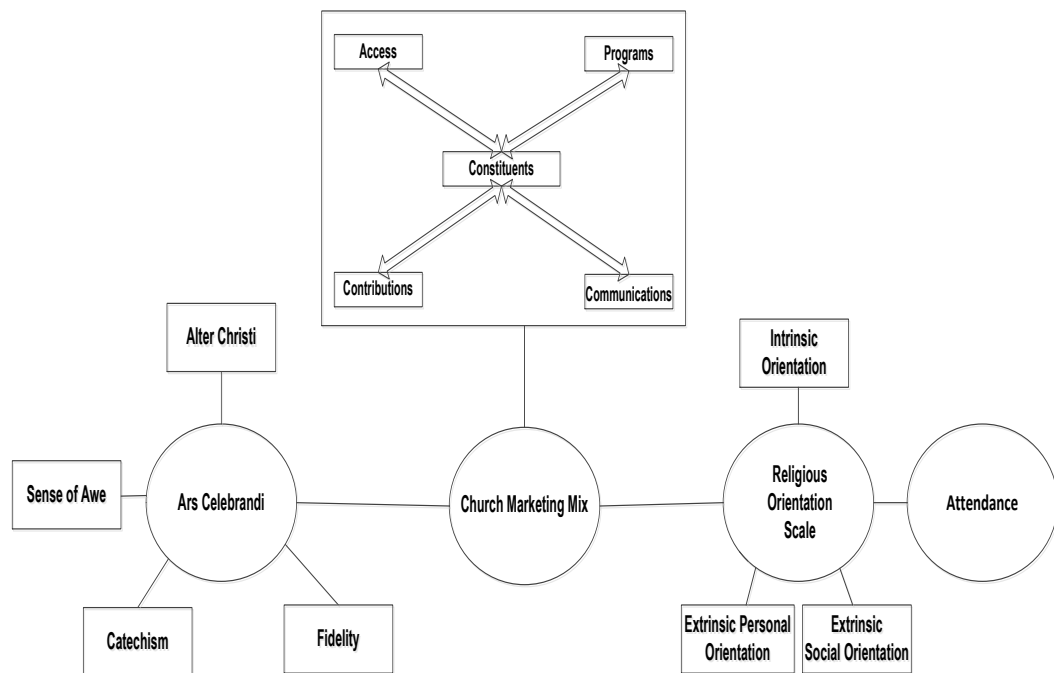 Access
Programs
Constituents
Contributions
Communications
Alter Christi
Intrinsic
Orientation
Sense of Awe
Ars Celebrandi
Church Marketing Mix
Religious
Orientation
Scale
Attendance
Catechism
Fidelity
Extrinsic Personal
Orientation
Extrinsic
Social Orientation